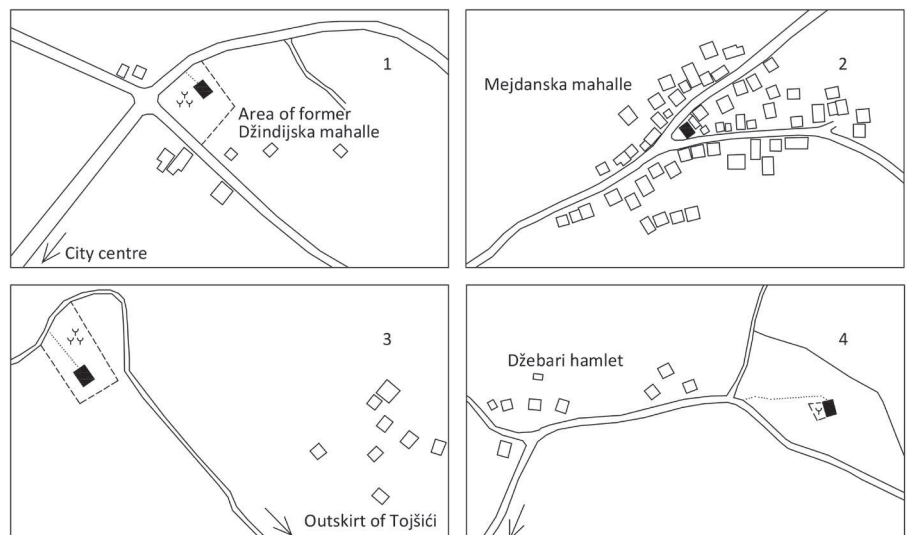 1
Area of former
Džindijska mahalle
City centre
2
Mejdanska mahalle
3
Outskirt of Tojšići
4
Džebari hamlet